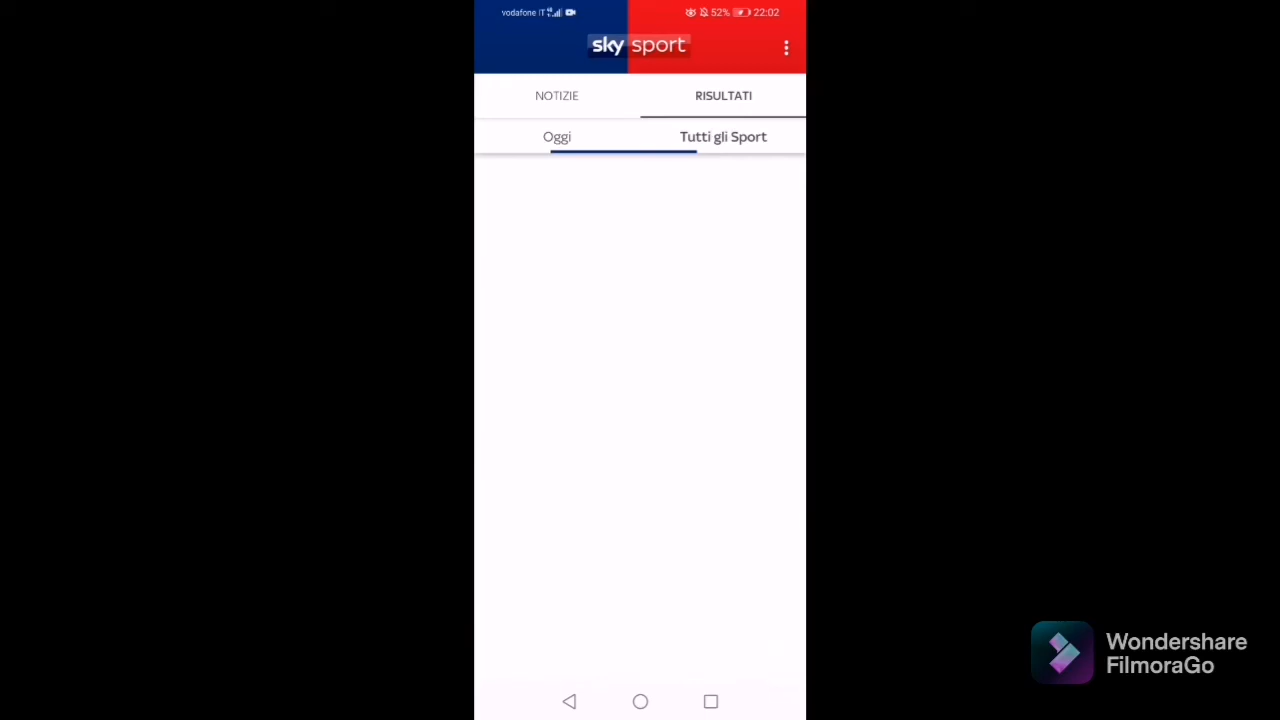 vodafone IT 52% 22:02
sky sport
NOTIZIE RISULTATI
Oggi Tutti gli Sport
Wondershare
FilmoraGo